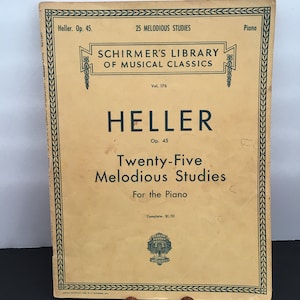 Heller. Op. 45. 25 MELODIOUS STUDIES Piano
SCHIRMER'S LIBRARY
OF MUSICAL CLASSICS
Vol. 176
HELLER
Op. 45
Twenty-Five
Melodious Studies
For the Piano